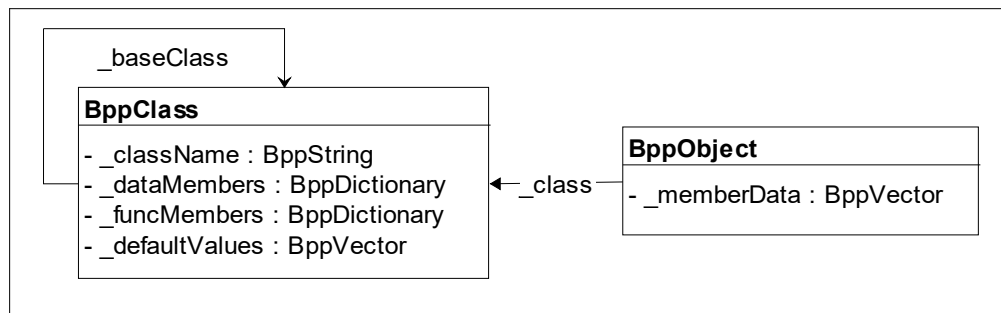 _baseClass
BppClass
- _className : BppString
- _dataMembers : BppDictionary
- _funcMembers : BppDictionary
- _defaultValues : BppVector
_class
BppObject
- _memberData : BppVector